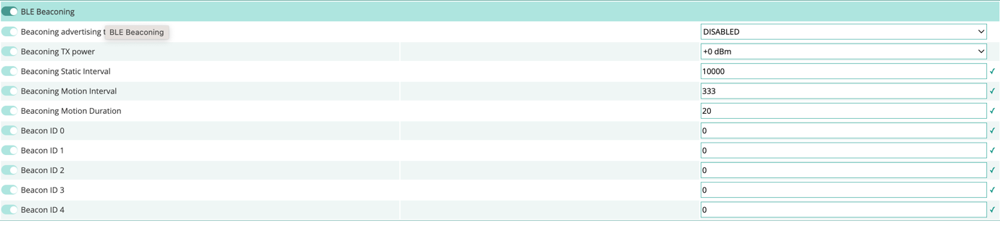 BLE Beaconing
Beaconing advertising
BLE Beaconing
DISABLED
Beaconing TX power
+0 dBm
Beaconing Static Interval
10000
Beaconing Motion Interval
333
Beaconing Motion Duration
20
Beacon ID 0
0
Beacon ID 1
0
Beacon ID 2
0
Beacon ID 3
0
Beacon ID 4
0